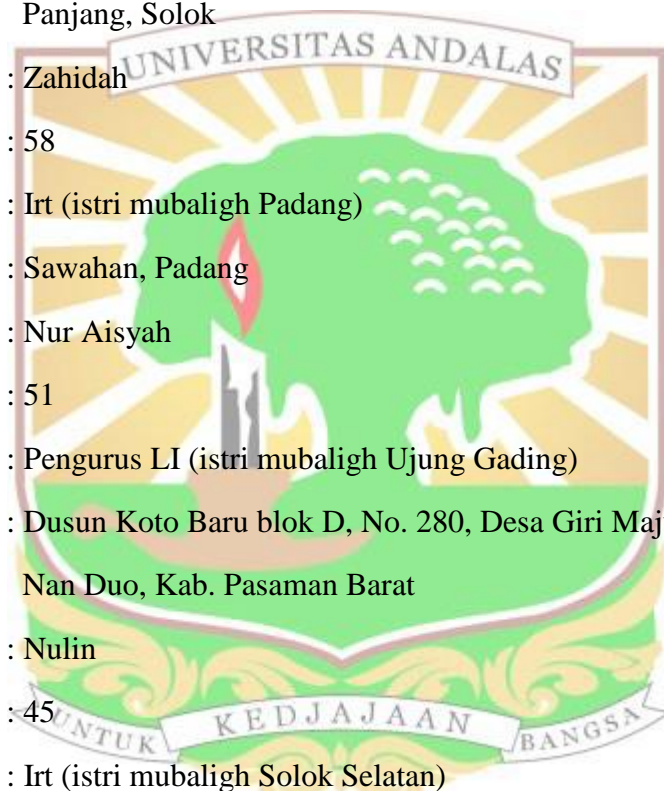 Panjang, Solok
UNIVERSITAS ANDALAS
: Zahidah
: 58
: Irt (istri mubaligh Padang)
: Sawahan, Padang
: Nur Aisyah
: 51
: Pengurus LI (istri mubaligh Ujung Gading)
: Dusun Koto Baru blok D, No. 280, Desa Giri Maj
Nan Duo, Kab. Pasaman Barat
: Nulin
: 45
UNTUK KEDJAJAAN BANGSA
: Irt (istri mubaligh Solok Selatan)